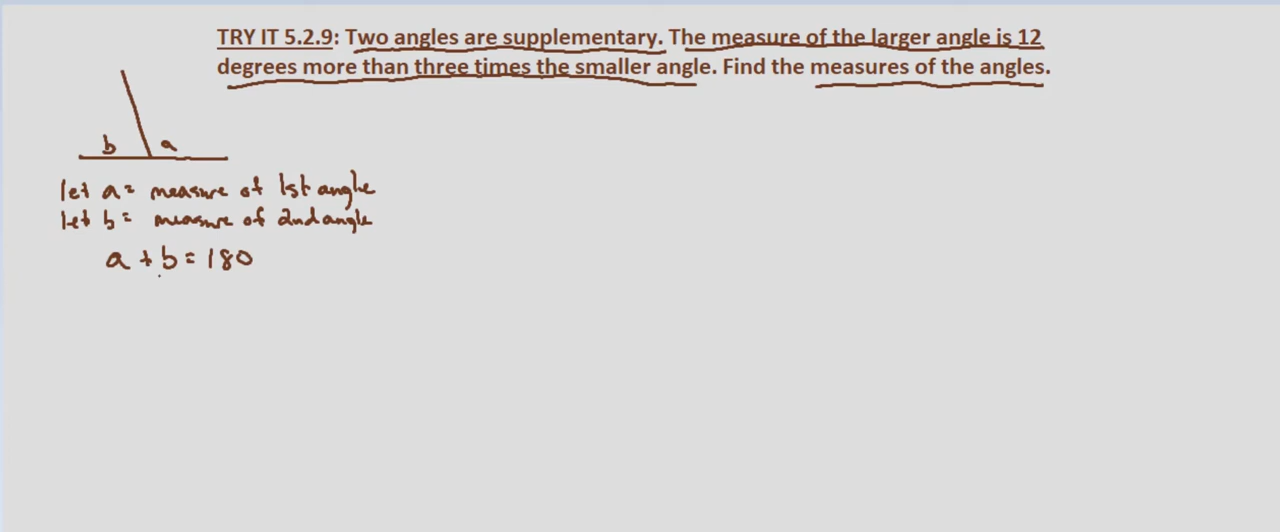 TRY IT 5.2.9: Two angles are supplementary. The measure of the larger angle is 12
degrees more than three times the smaller angle. Find the measures of the angles.
b a
let a = measure of 1st angle
let b = measure of 2nd angle
a + b = 180